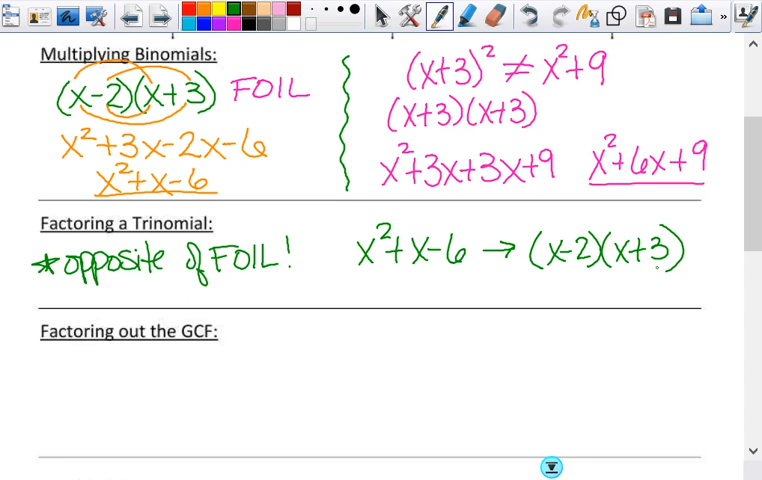 Multiplying Binomials:
(x-2)(x+3) FOIL
x²+3x-2x-6
x²+x-6
(x+3)² ≠ x²+9
(x+3)(x+3)
x²+3x+3x+9 x²+6x+9
Factoring a Trinomial:
*opposite of FOIL! x²+x-6 → (x-2)(x+3)
Factoring out the GCF: